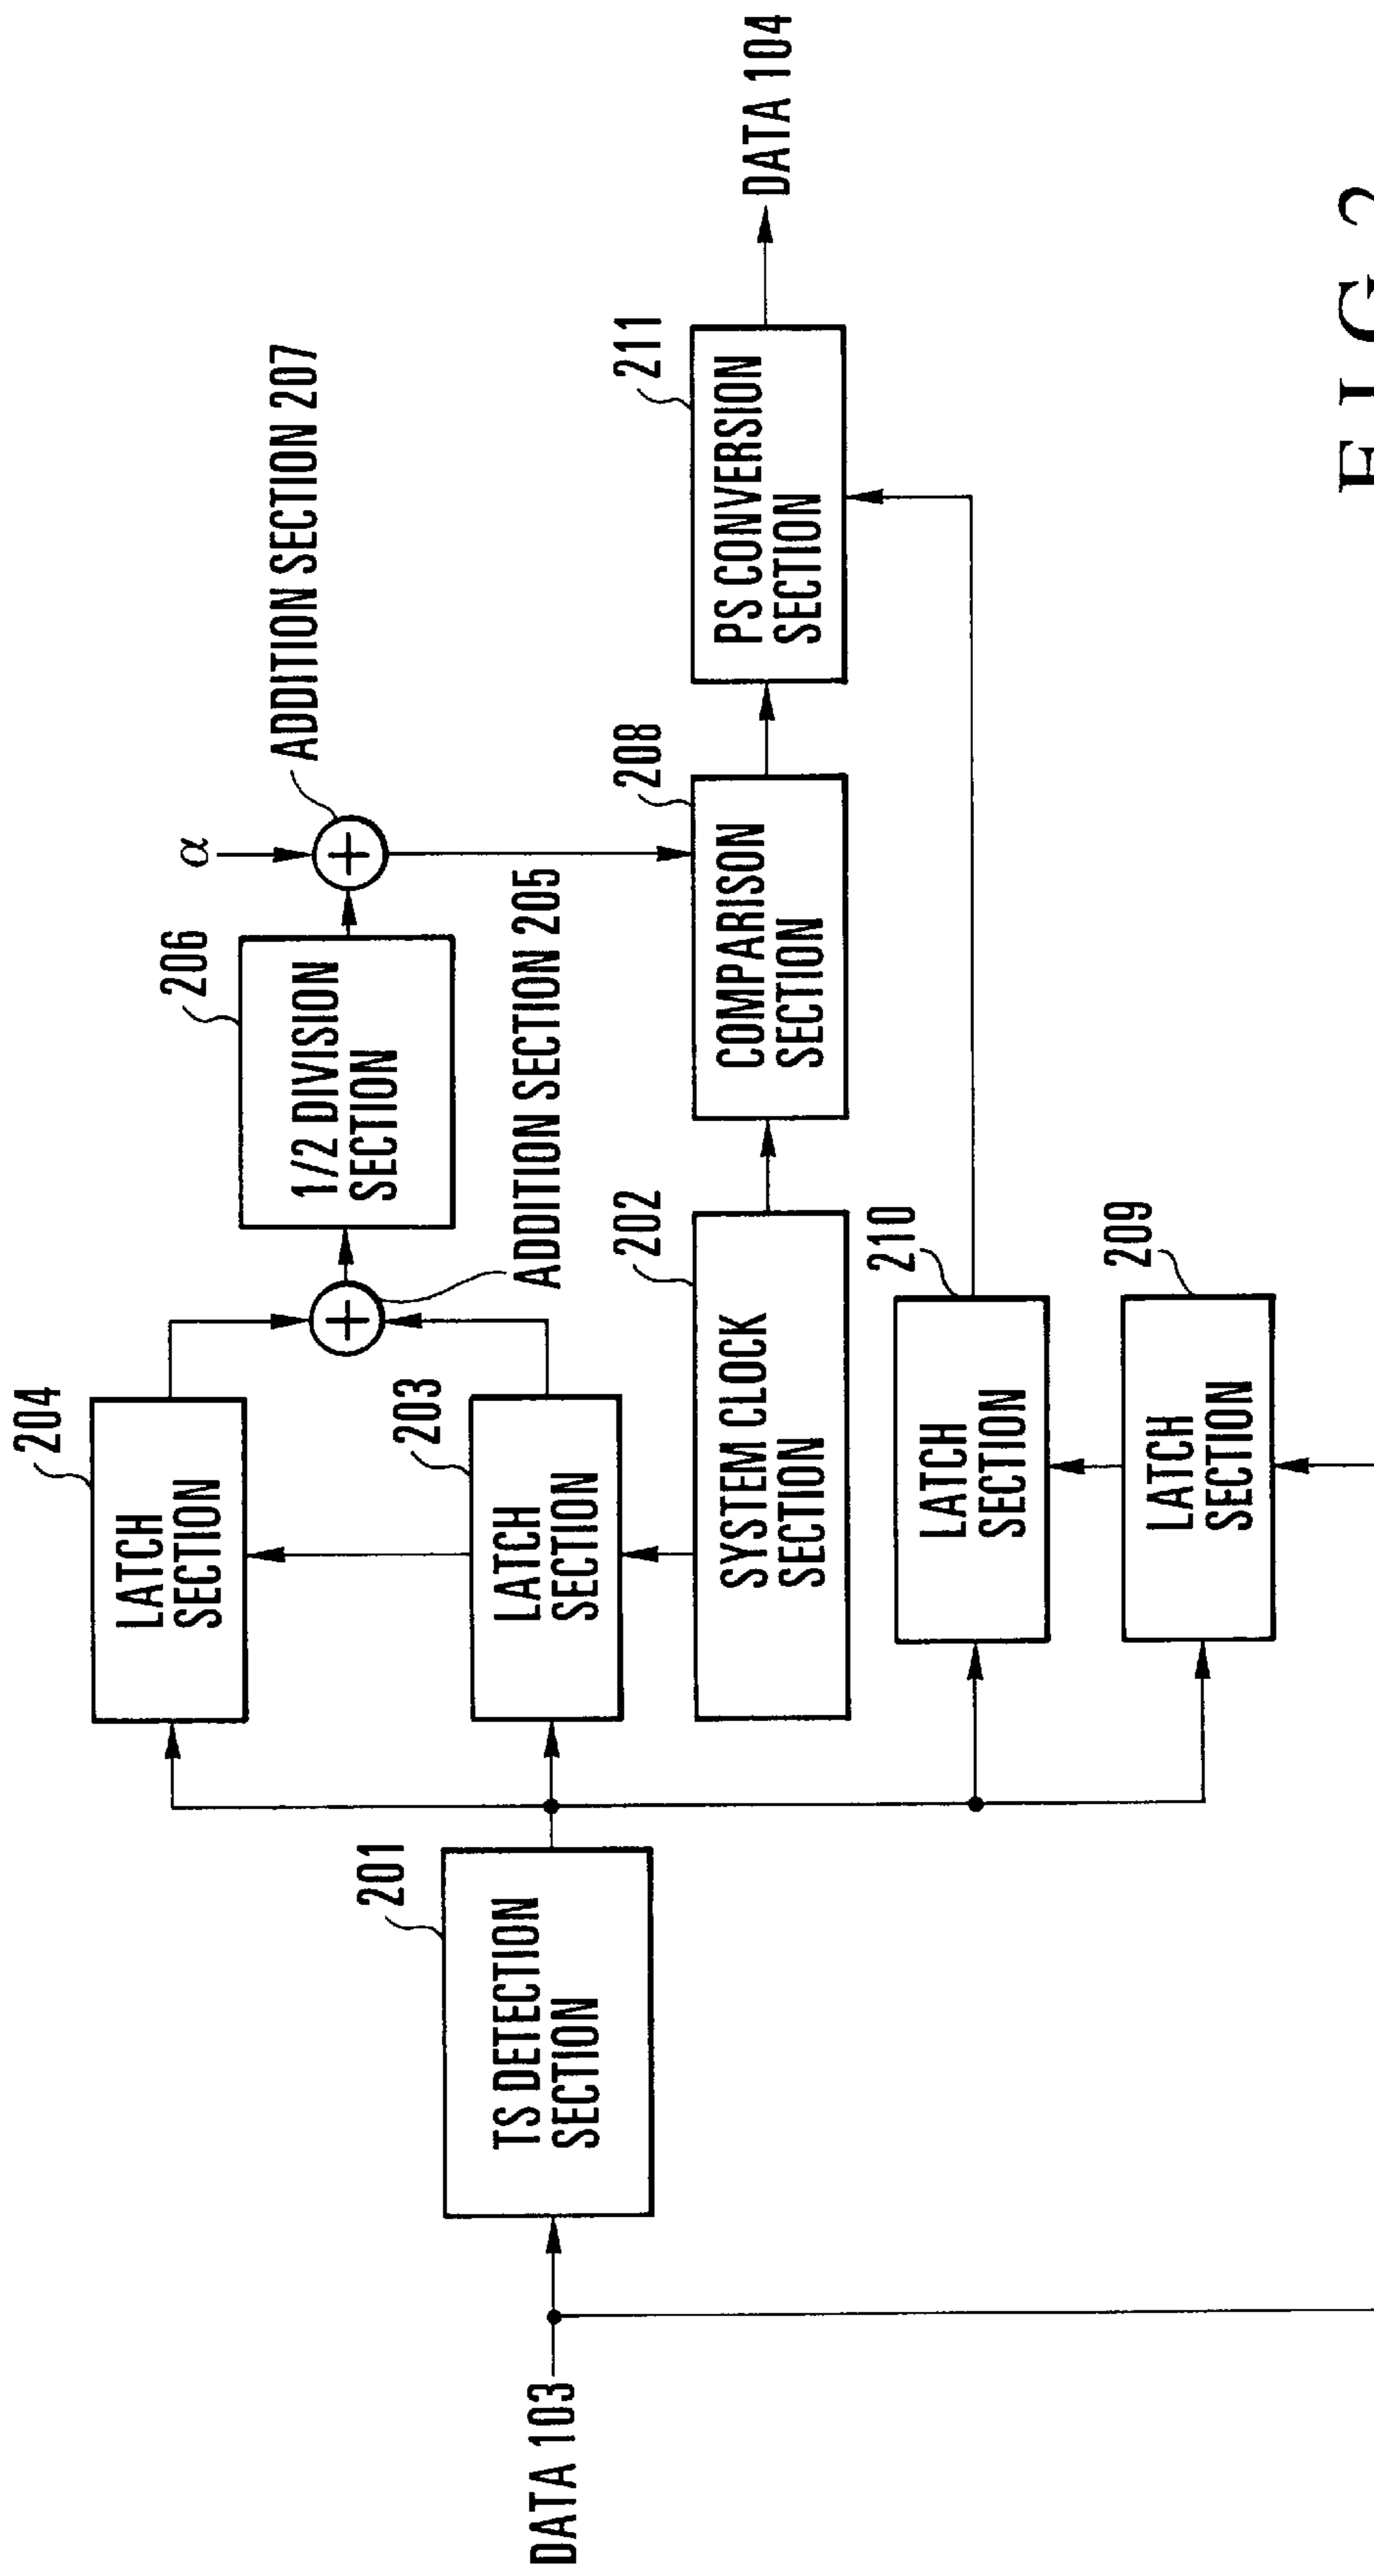 204
LATCH
SECTION
206
1/2 DIVISION
SECTION
α
ADDITION SECTION 207
201
TS DETECTION
SECTION
203
LATCH
SECTION
ADDITION SECTION 205
DATA 103
202
SYSTEM CLOCK
SECTION
208
COMPARISON
SECTION
211
PS CONVERSION
SECTION
DATA 104
210
LATCH
SECTION
209
LATCH
SECTION
FIG 2